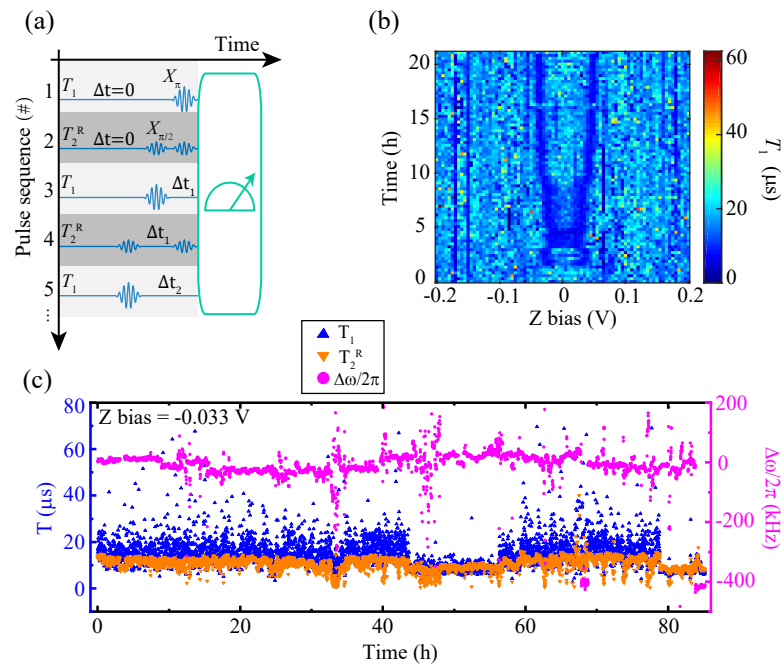 (a)
Time
Pulse sequence (#)
1 T₁ Δt=0 X_π
2 T₂ᴿ Δt=0 X_π/2
3 T₁ Δt₁
4 T₂ᴿ Δt₁
5 T₁ Δt₂
...
(b)
Time (h)
20
15
10
5
0
-0.2 -0.1 0 0.1 0.2
Z bias (V)
60
40
20
0
T₁ (μs)
T₁
T₂ᴿ
Δω/2π
(c)
Z bias = -0.033 V
T (μs)
80
60
40
20
0
200
0
-200
-400
Δω/2π (kHz)
0 20 40 60 80
Time (h)